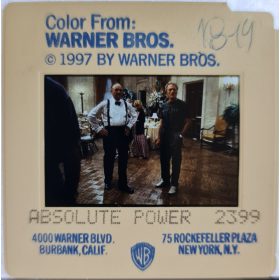 Color From:
WARNER BROS.
© 1997 BY WARNER BROS.
ABSOLUTE POWER 2399
4000 WARNER BLVD. 75 ROCKEFELLER PLAZA
BURBANK, CALIF. NEW YORK, N.Y.
WB